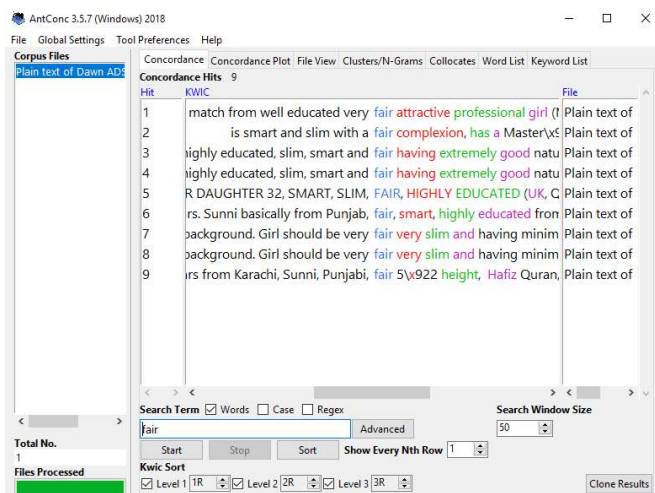 AntConc 3.5.7 (Windows) 2018
File Global Settings Tool Preferences Help
Corpus Files
Plain text of Dawn ADS
Concordance Concordance Plot File View Clusters/N-Grams Collocates Word List Keyword List
Concordance Hits 9
Hit KWIC File
1 match from well educated very fair attractive professional girl (M Plain text of
2 is smart and slim with a fair complexion, has a Master\x9 Plain text of
3 highly educated, slim, smart and fair having extremely good natu Plain text of
4 highly educated, slim, smart and fair having extremely good natu Plain text of
5 R DAUGHTER 32, SMART, SLIM, FAIR, HIGHLY EDUCATED (UK, Q Plain text of
6 rs. Sunni basically from Punjab, fair, smart, highly educated from Plain text of
7 background. Girl should be very fair very slim and having minim Plain text of
8 background. Girl should be very fair very slim and having minim Plain text of
9 rs from Karachi, Sunni, Punjabi, fair 5\x922 height, Hafiz Quran, Plain text of
Search Term Words Case Regex Search Window Size
fair Advanced 50
Total No.
1
Start Stop Sort Show Every Nth Row 1
Files Processed
Kwic Sort
Level 1 1R Level 2 2R Level 3 3R Clone Results